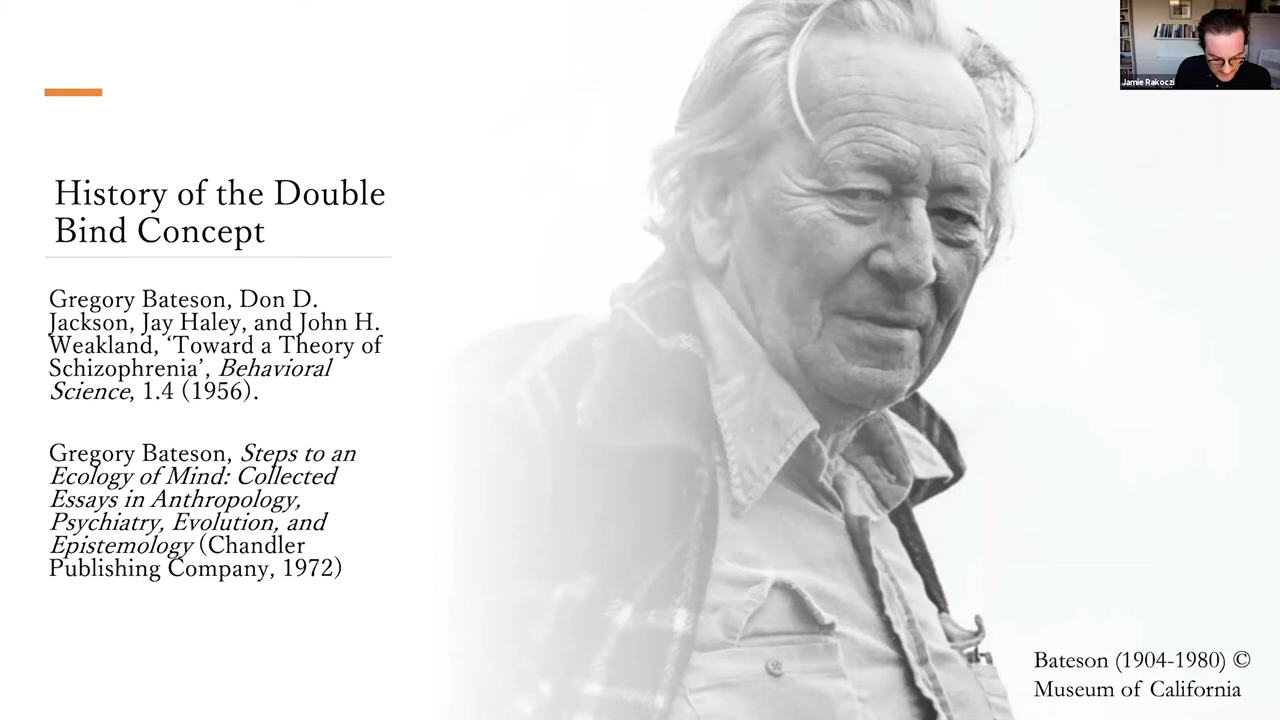 History of the Double
Bind Concept
Gregory Bateson, Don D.
Jackson, Jay Haley, and John H.
Weakland, ‘Toward a Theory of
Schizophrenia’, Behavioral
Science, 1.4 (1956).
Gregory Bateson, Steps to an
Ecology of Mind: Collected
Essays in Anthropology,
Psychiatry, Evolution, and
Epistemology (Chandler
Publishing Company, 1972)
Jamie Rakoczi
Bateson (1904-1980) ©
Museum of California